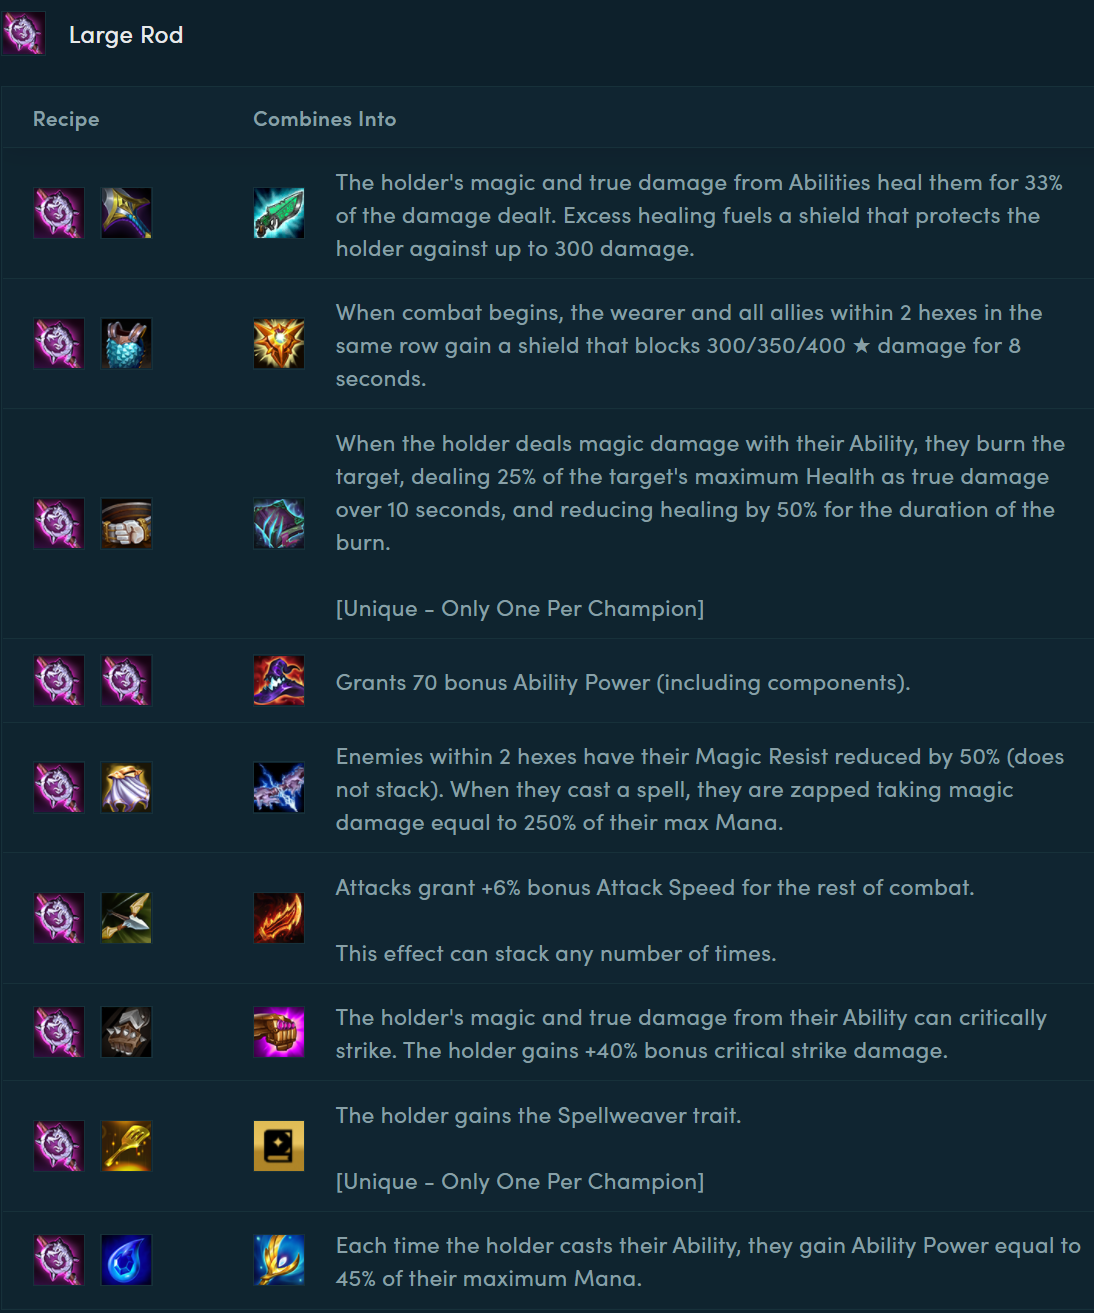 Large Rod
Recipe
Combines Into
The holder's magic and true damage from Abilities heal them for 33%
of the damage dealt. Excess healing fuels a shield that protects the
holder against up to 300 damage.
When combat begins, the wearer and all allies within 2 hexes in the
same row gain a shield that blocks 300/350/400 ★ damage for 8
seconds.
When the holder deals magic damage with their Ability, they burn the
target, dealing 25% of the target's maximum Health as true damage
over 10 seconds, and reducing healing by 50% for the duration of the
burn.
[Unique - Only One Per Champion]
Grants 70 bonus Ability Power (including components).
Enemies within 2 hexes have their Magic Resist reduced by 50% (does
not stack). When they cast a spell, they are zapped taking magic
damage equal to 250% of their max Mana.
Attacks grant +6% bonus Attack Speed for the rest of combat.
This effect can stack any number of times.
The holder's magic and true damage from their Ability can critically
strike. The holder gains +40% bonus critical strike damage.
The holder gains the Spellweaver trait.
[Unique - Only One Per Champion]
Each time the holder casts their Ability, they gain Ability Power equal to
45% of their maximum Mana.